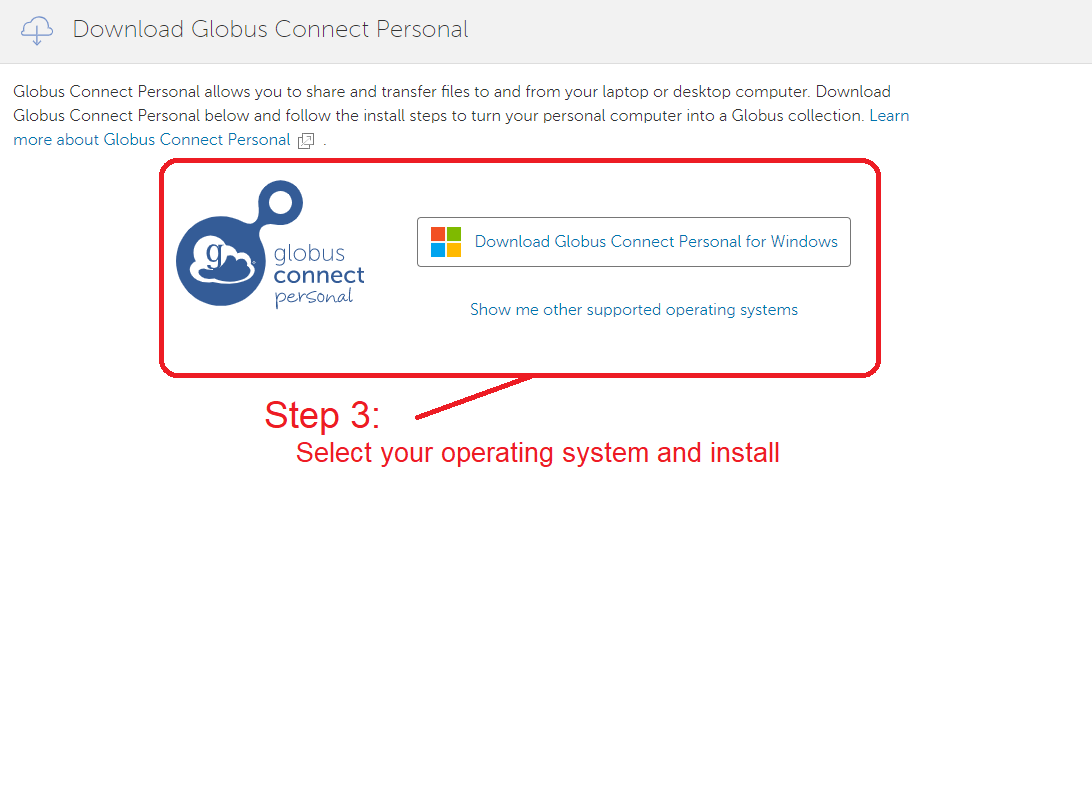 Download Globus Connect Personal
Globus Connect Personal allows you to share and transfer files to and from your laptop or desktop computer. Download
Globus Connect Personal below and follow the install steps to turn your personal computer into a Globus collection. Learn
more about Globus Connect Personal .
g
globus
connect
personal
Download Globus Connect Personal for Windows
Show me other supported operating systems
Step 3:
Select your operating system and install